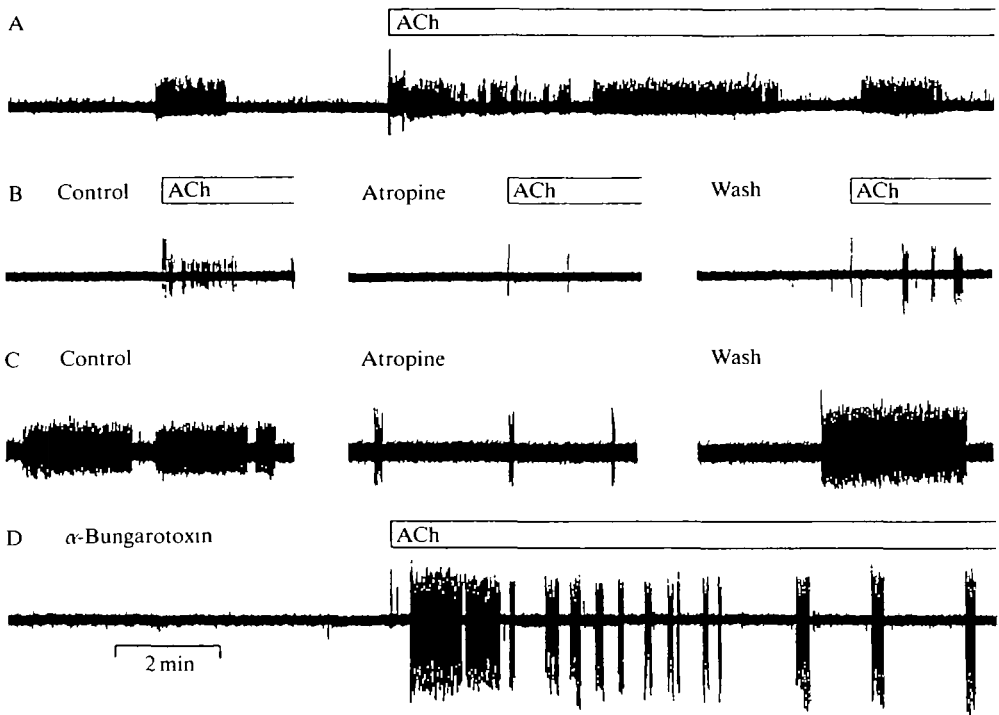 A ACh
B Control ACh Atropine ACh Wash ACh
C Control Atropine Wash
D α-Bungarotoxin ACh
2 min